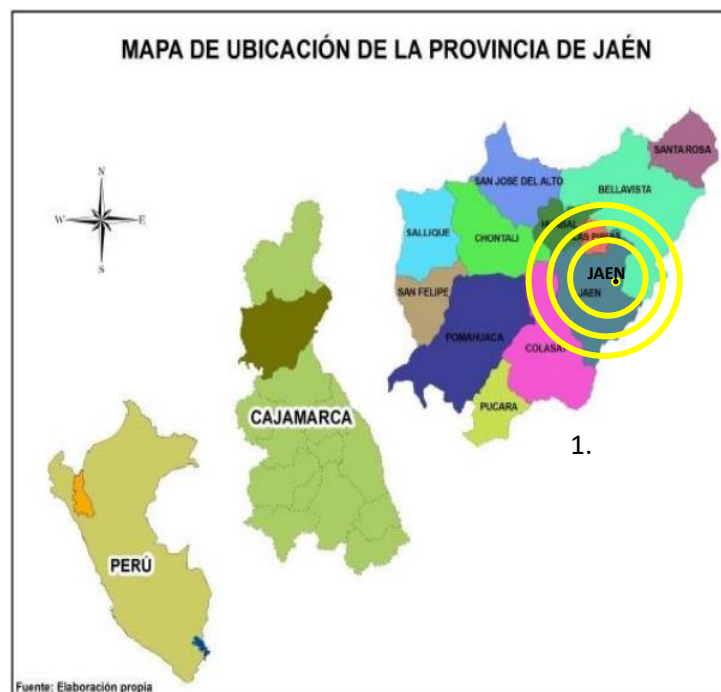 MAPA DE UBICACIÓN DE LA PROVINCIA DE JAÉN
N
W
E
S
SANTA ROSA
SAN JOSE DEL ALTO
BELLAVISTA
SALLIQUE
CHONTALI
JAEN
SAN FELIPE
JAEN
POMAHUACA
PUCARA
1.
CAJAMARCA
PERÚ
Fuente: Elaboración propia